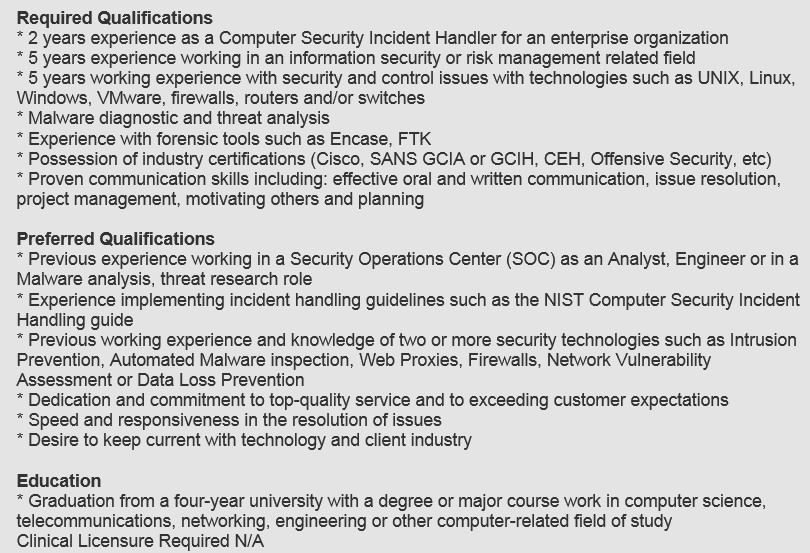 Required Qualifications
* 2 years experience as a Computer Security Incident Handler for an enterprise organization
* 5 years experience working in an information security or risk management related field
* 5 years working experience with security and control issues with technologies such as UNIX, Linux,
Windows, VMware, firewalls, routers and/or switches
* Malware diagnostic and threat analysis
* Experience with forensic tools such as Encase, FTK
* Possession of industry certifications (Cisco, SANS GCIA or GCIH, CEH, Offensive Security, etc)
* Proven communication skills including: effective oral and written communication, issue resolution,
project management, motivating others and planning
Preferred Qualifications
* Previous experience working in a Security Operations Center (SOC) as an Analyst, Engineer or in a
Malware analysis, threat research role
* Experience implementing incident handling guidelines such as the NIST Computer Security Incident
Handling guide
* Previous working experience and knowledge of two or more security technologies such as Intrusion
Prevention, Automated Malware inspection, Web Proxies, Firewalls, Network Vulnerability
Assessment or Data Loss Prevention
* Dedication and commitment to top-quality service and to exceeding customer expectations
* Speed and responsiveness in the resolution of issues
* Desire to keep current with technology and client industry
Education
* Graduation from a four-year university with a degree or major course work in computer science,
telecommunications, networking, engineering or other computer-related field of study
Clinical Licensure Required N/A